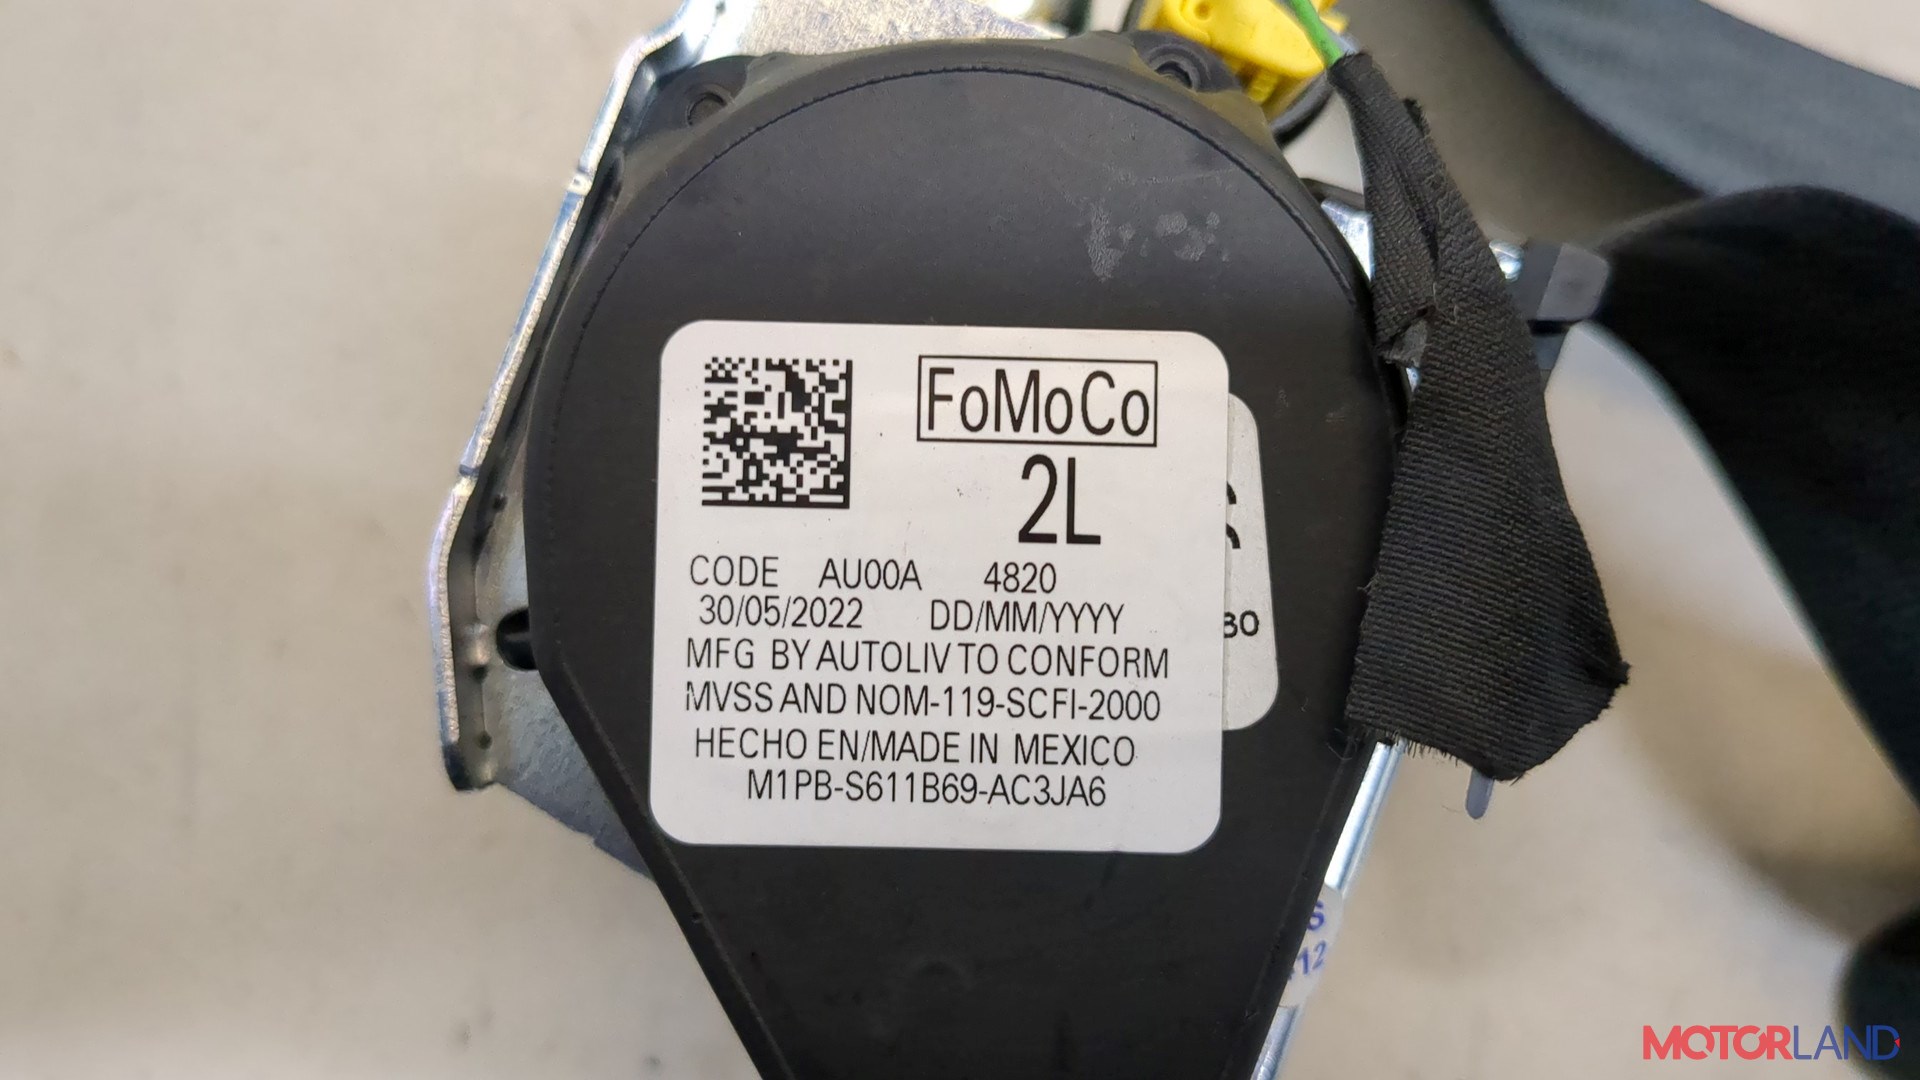 FoMoCo
2L
CODE AU00A 4820
30/05/2022 DD/MM/YYYY
MFG BY AUTOLIV TO CONFORM
MVSS AND NOM-119-SCFI-2000
HECHO EN/MADE IN MEXICO
M1PB-S611B69-AC3JA6
MOTORLAND